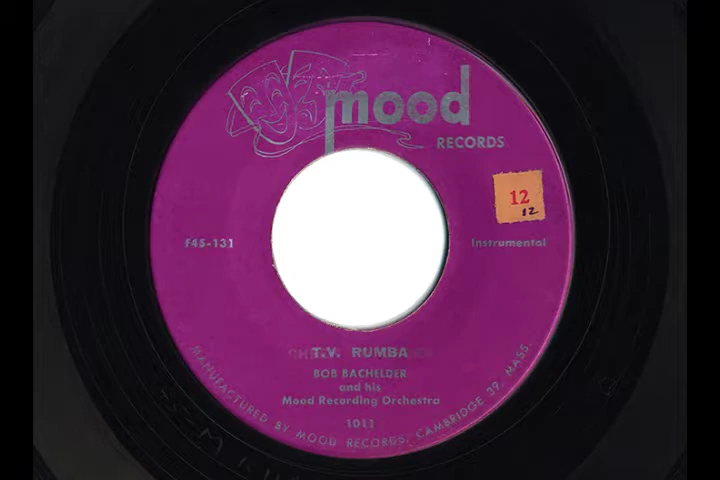 mood
RECORDS
12
12
F45-131
Instrumental
T.V. RUMBA
BOB BACHELDER
and his
Mood Recording Orchestra
1011
MANUFACTURED BY MOOD RECORDS, CAMBRIDGE 39, MASS.